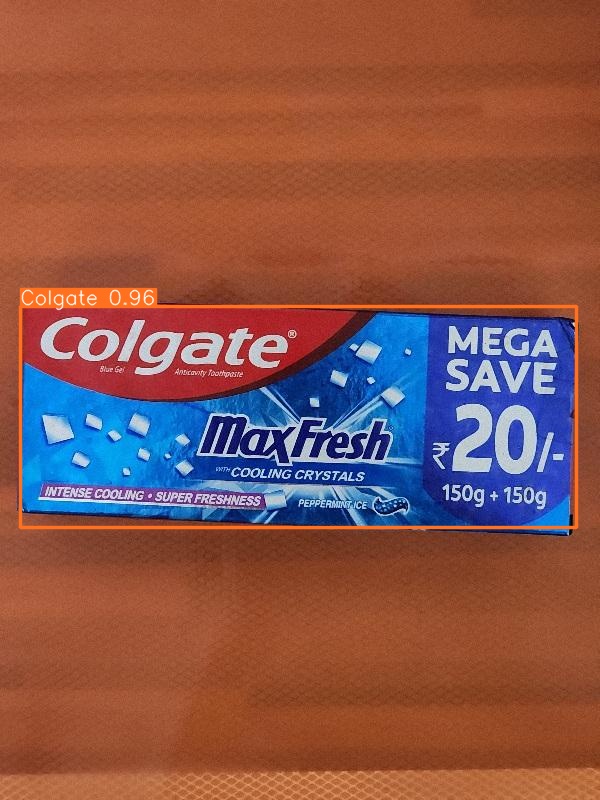 Colgate 0.96
Colgate®
Blue Gel Anticavity Toothpaste
MaxFresh
WITH COOLING CRYSTALS
INTENSE COOLING • SUPER FRESHNESS
PEPPERMINT ICE
MEGA
SAVE
₹20/-
150g + 150g